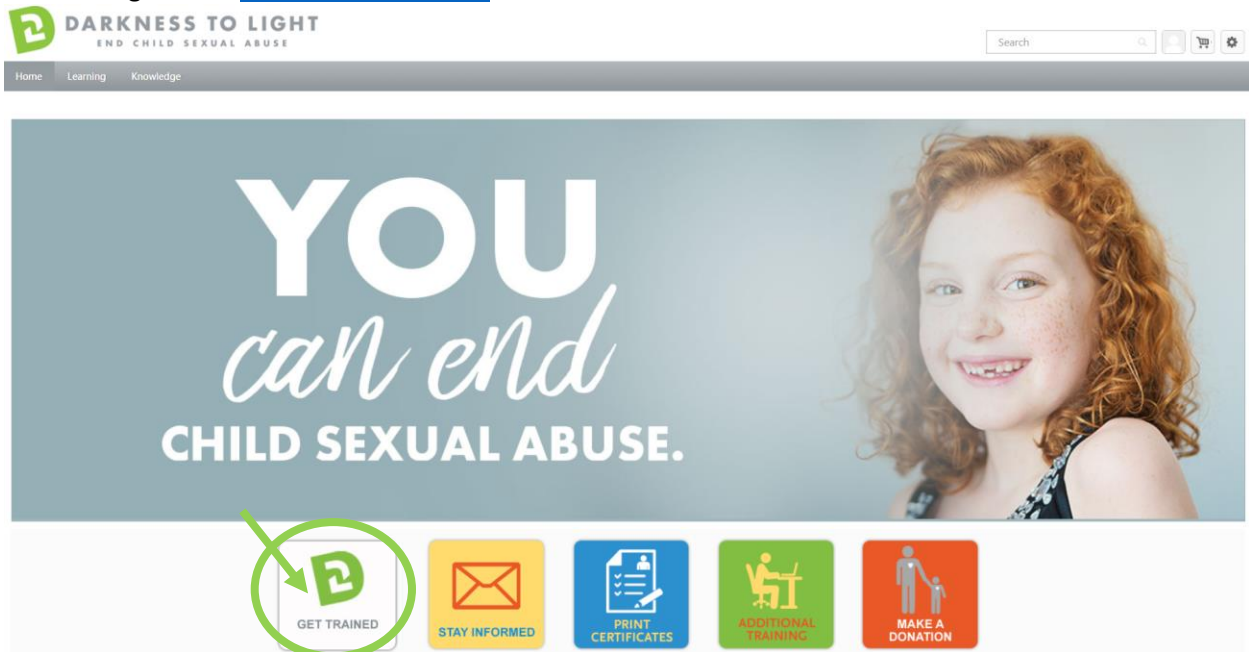 DARKNESS TO LIGHT
END CHILD SEXUAL ABUSE
Search
Home Learning Knowledge
YOU
can end
CHILD SEXUAL ABUSE.
GET TRAINED
STAY INFORMED
PRINT
CERTIFICATES
ADDITIONAL
TRAINING
MAKE A
DONATION